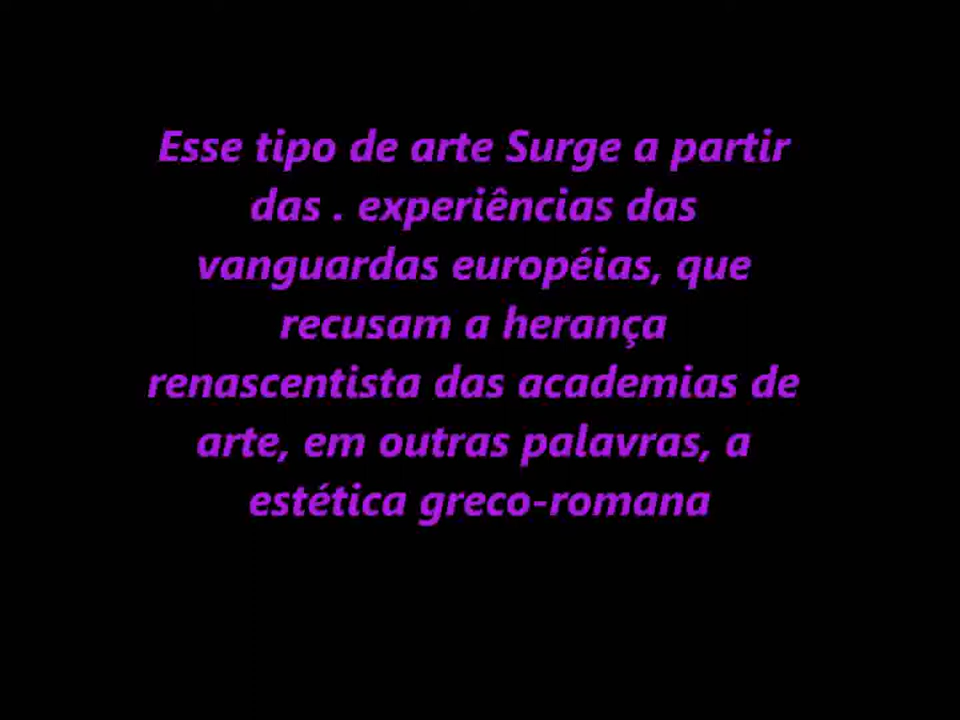 Esse tipo de arte Surge a partir
das . experiências das
vanguardas européias, que
recusam a herança
renascentista das academias de
arte, em outras palavras, a
estética greco-romana